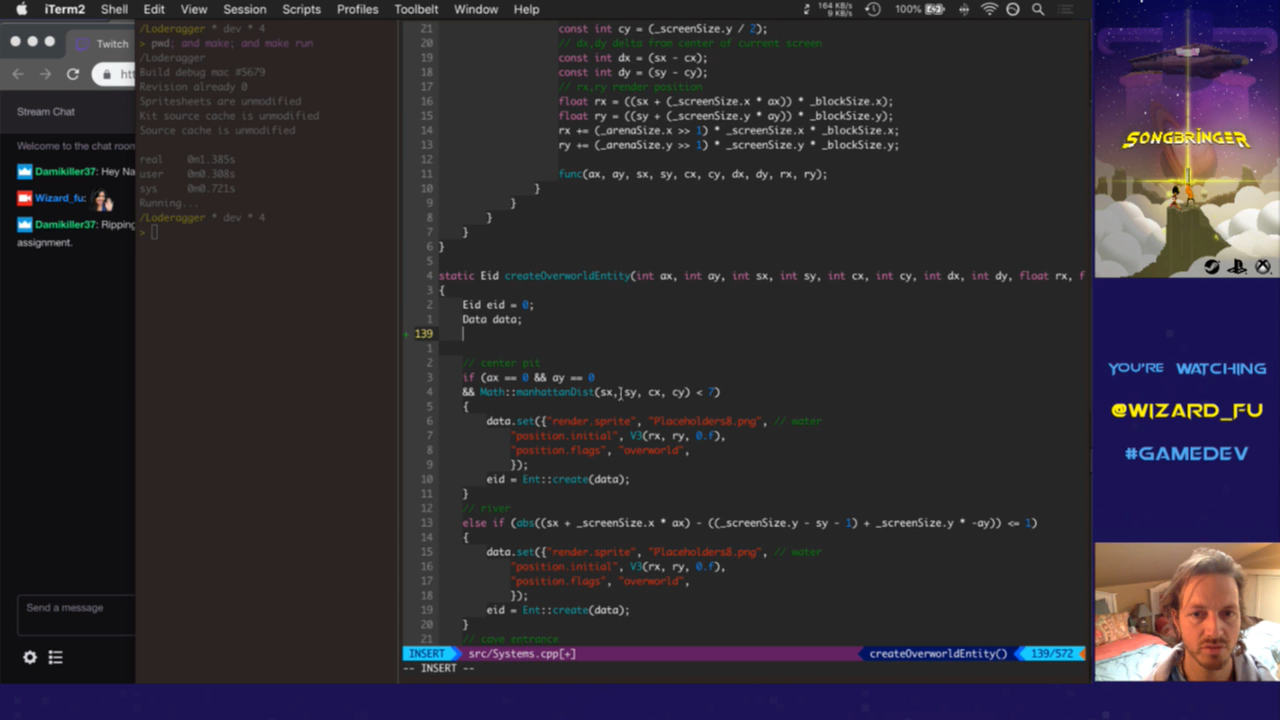 iTerm2 Shell Edit View Session Scripts Profiles Toolbelt Window Help
164 KB/s
9 KB/s
100%
Twitch
htt
Stream Chat
Welcome to the chat roon
Damikiller37: Hey Na
Wizard_fu:
Damikiller37: Ripping
assignment.
Send a message
/Loderagger * dev * 4
> pwd; and make; and make run
/Loderagger
Build debug mac #5679
Revision already 0
Spritesheets are unmodified
Kit source cache is unmodified
Source cache is unmodified
real 0m1.385s
user 0m0.308s
sys 0m0.721s
Running...
/Loderagger * dev * 4
>
21 const int cy = (_screenSize.y / 2);
20 // dx,dy delta from center of current screen
19 const int dx = (sx - cx);
18 const int dy = (sy - cy);
17 // rx,ry render position
16 float rx = ((sx + (_screenSize.x * ax)) * _blockSize.x);
15 float ry = ((sy + (_screenSize.y * ay)) * _blockSize.y);
14 rx += (_arenaSize.x >> 1) * _screenSize.x * _blockSize.x;
13 ry += (_arenaSize.y >> 1) * _screenSize.y * _blockSize.y;
12
11 func(ax, ay, sx, sy, cx, cy, dx, dy, rx, ry);
10 }
9 }
8 }
7 }
6 }
5
4 static Eid createOverworldEntity(int ax, int ay, int sx, int sy, int cx, int cy, int dx, int dy, float rx, f
3 {
2 Eid eid = 0;
1 Data data;
+ 139
1
2 // center pit
3 if (ax == 0 && ay == 0
4 && Math::manhattanDist(sx, sy, cx, cy) < 7)
5 {
6 data.set({"render.sprite", "Placeholders8.png", // water
7 "position.initial", V3(rx, ry, 0.f),
8 "position.flags", "overworld",
9 });
10 eid = Ent::create(data);
11 }
12 // river
13 else if (abs((sx + _screenSize.x * ax) - ((_screenSize.y - sy - 1) + _screenSize.y * -ay)) <= 1)
14 {
15 data.set({"render.sprite", "Placeholders8.png", // water
16 "position.initial", V3(rx, ry, 0.f),
17 "position.flags", "overworld",
18 });
19 eid = Ent::create(data);
20 }
21 // cave entrance
INSERT src/Systems.cpp[+] createOverworldEntity() 139/572
-- INSERT --
SONGBRINGER
YOU'RE WATCHING
@WIZARD_FU
#GAMEDEV